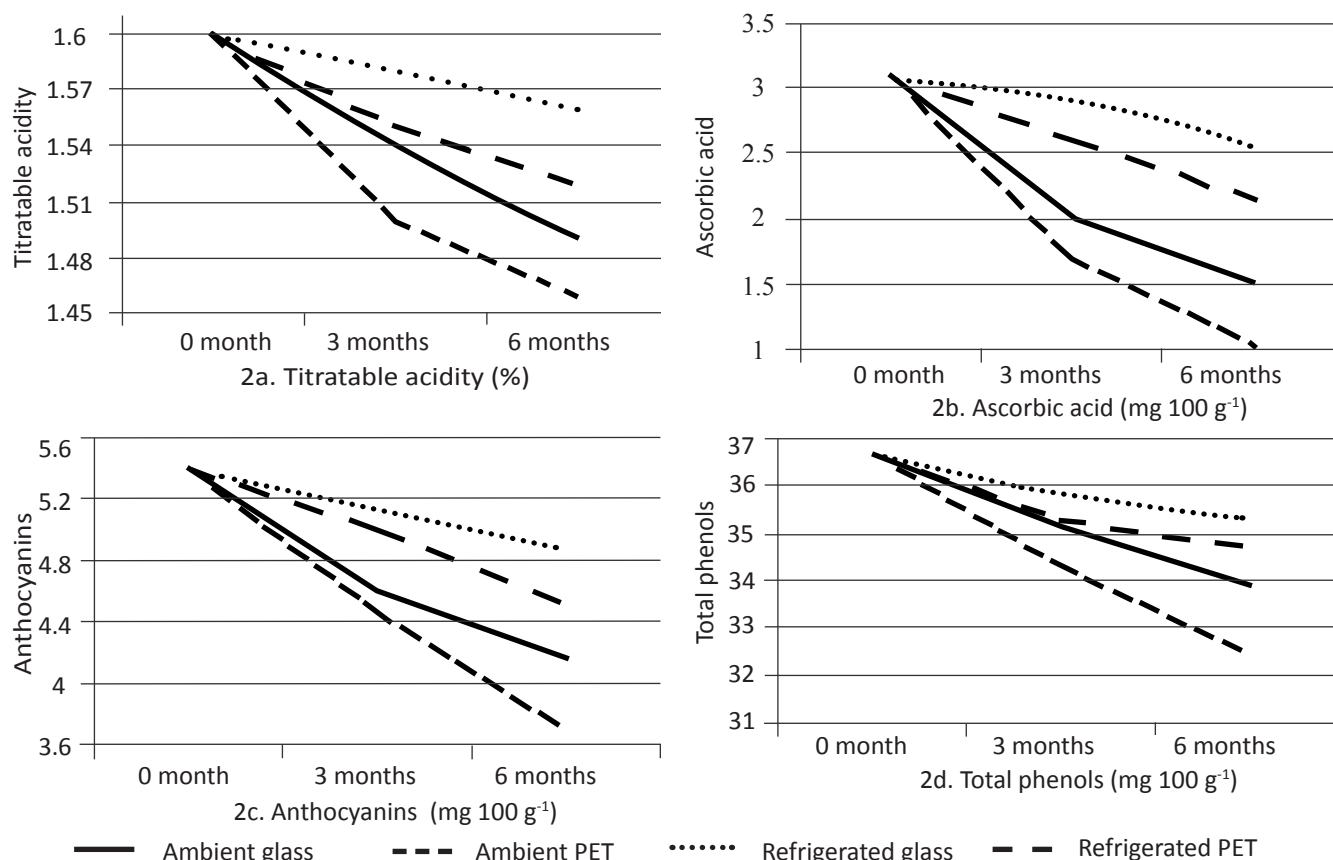 Titratable acidity
1.6
1.57
1.54
1.51
1.48
1.45
0 month 3 months 6 months
2a. Titratable acidity (%)
Ascorbic acid
3.5
3
2.5
2
1.5
1
0 month 3 months 6 months
2b. Ascorbic acid (mg 100 g⁻¹)
Anthocyanins
5.6
5.2
4.8
4.4
4
3.6
0 month 3 months 6 months
2c. Anthocyanins (mg 100 g⁻¹)
Total phenols
37
36
35
34
33
32
31
0 month 3 months 6 months
2d. Total phenols (mg 100 g⁻¹)
Ambient glass Ambient PET Refrigerated glass Refrigerated PET